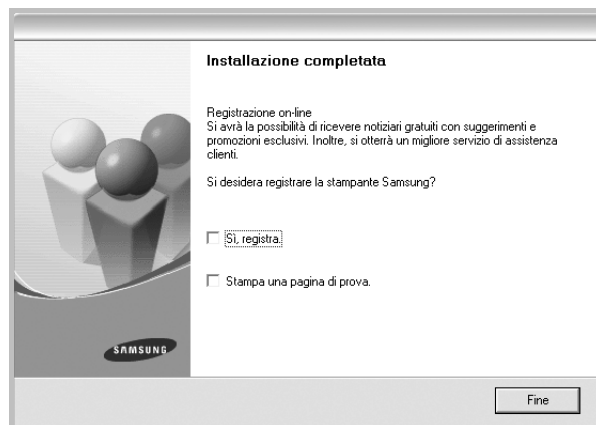 Installazione completata
Registrazione on-line
Si avrà la possibilità di ricevere notiziari gratuiti con suggerimenti e
promozioni esclusivi. Inoltre, si otterrà un migliore servizio di assistenza
clienti.
Si desidera registrare la stampante Samsung?
Sì, registra.
Stampa una pagina di prova.
SAMSUNG
Fine